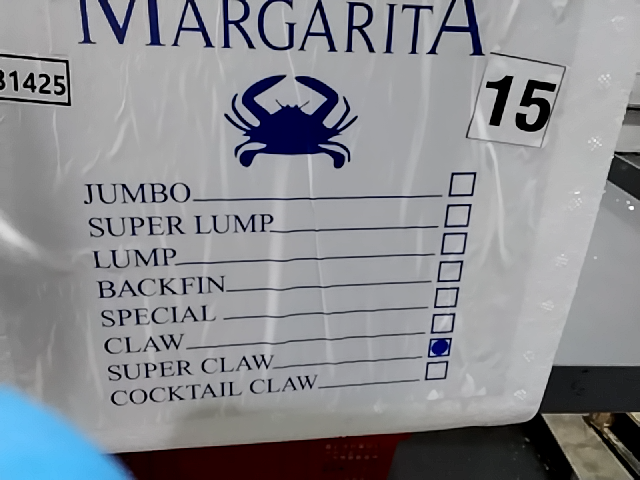 MARGARITA
31425
15
JUMBO
SUPER LUMP
LUMP
BACKFIN
SPECIAL
CLAW
SUPER CLAW
COCKTAIL CLAW